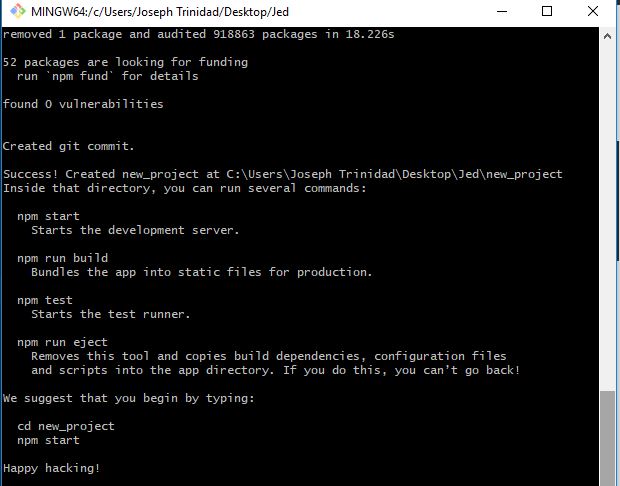 MINGW64:/c/Users/Joseph Trinidad/Desktop/Jed
removed 1 package and audited 918863 packages in 18.226s
52 packages are looking for funding
run `npm fund` for details
found 0 vulnerabilities
Created git commit.
Success! Created new_project at C:\Users\Joseph Trinidad\Desktop\Jed\new_project
Inside that directory, you can run several commands:
npm start
Starts the development server.
npm run build
Bundles the app into static files for production.
npm test
Starts the test runner.
npm run eject
Removes this tool and copies build dependencies, configuration files
and scripts into the app directory. If you do this, you can’t go back!
We suggest that you begin by typing:
cd new_project
npm start
Happy hacking!